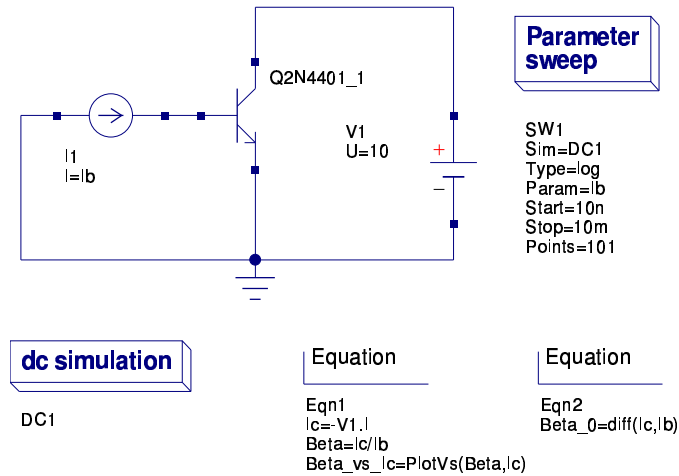 Parameter
sweep
Q2N4401_1
V1
U=10
+
−
I1
I=Ib
SW1
Sim=DC1
Type=log
Param=Ib
Start=10n
Stop=10m
Points=101
dc simulation
DC1
Equation
Eqn1
Ic=-V1.I
Beta=Ic/Ib
Beta_vs_Ic=PlotVs(Beta,Ic)
Equation
Eqn2
Beta_0=diff(Ic,Ib)